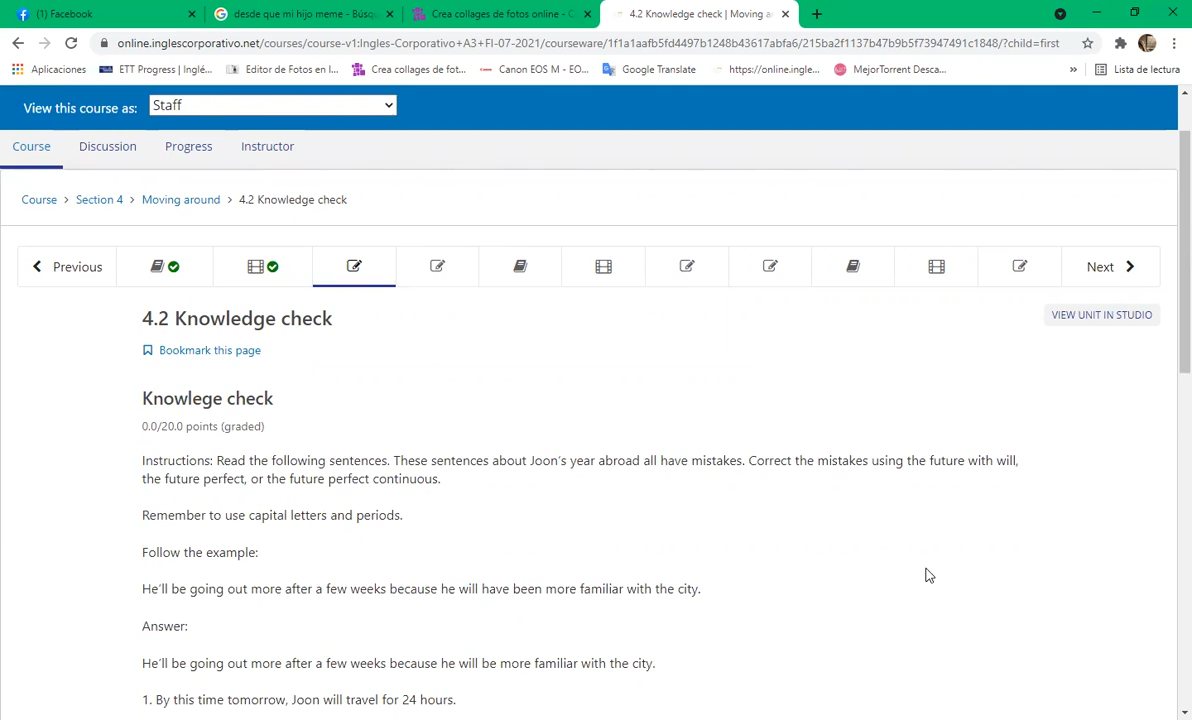 (1) Facebook
desde que mi hijo meme - Búsq
Crea collages de fotos online - C
4.2 Knowledge check | Moving a
online.inglescorporativo.net/courses/course-v1:Ingles-Corporativo+A3+FI-07-2021/courseware/1f1a1aafb5fd4497b1248b43617abfa6/215ba2f1137b47b9b5f73947491c1848/?child=first
Aplicaciones
ETT Progress | Inglé...
Editor de Fotos en l...
Crea collages de fot...
Canon EOS M - EO...
Google Translate
https://online.ingle...
MejorTorrent Desca...
»
Lista de lectura
View this course as:
Staff
Course
Discussion
Progress
Instructor
Course > Section 4 > Moving around > 4.2 Knowledge check
Previous
Next
4.2 Knowledge check
VIEW UNIT IN STUDIO
Bookmark this page
Knowlege check
0.0/20.0 points (graded)
Instructions: Read the following sentences. These sentences about Joon's year abroad all have mistakes. Correct the mistakes using the future with will,
the future perfect, or the future perfect continuous.
Remember to use capital letters and periods.
Follow the example:
He'll be going out more after a few weeks because he will have been more familiar with the city.
Answer:
He'll be going out more after a few weeks because he will be more familiar with the city.
1. By this time tomorrow, Joon will travel for 24 hours.